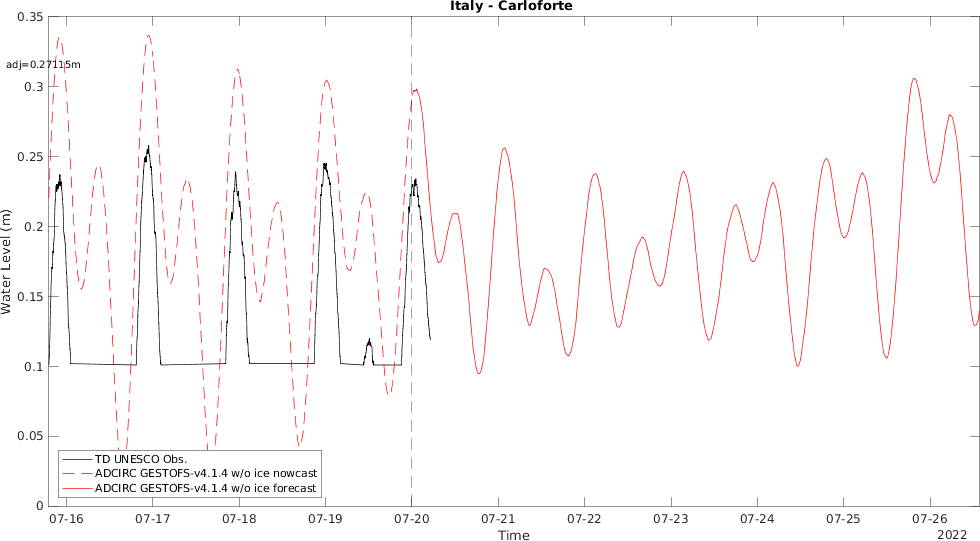 Italy - Carloforte
adj=0.27115m
Water Level (m)
0.35
0.3
0.25
0.2
0.15
0.1
0.05
0
TD UNESCO Obs.
ADCIRC GESTOFS-v4.1.4 w/o ice nowcast
ADCIRC GESTOFS-v4.1.4 w/o ice forecast
07-16 07-17 07-18 07-19 07-20 07-21 07-22 07-23 07-24 07-25 07-26
Time
2022